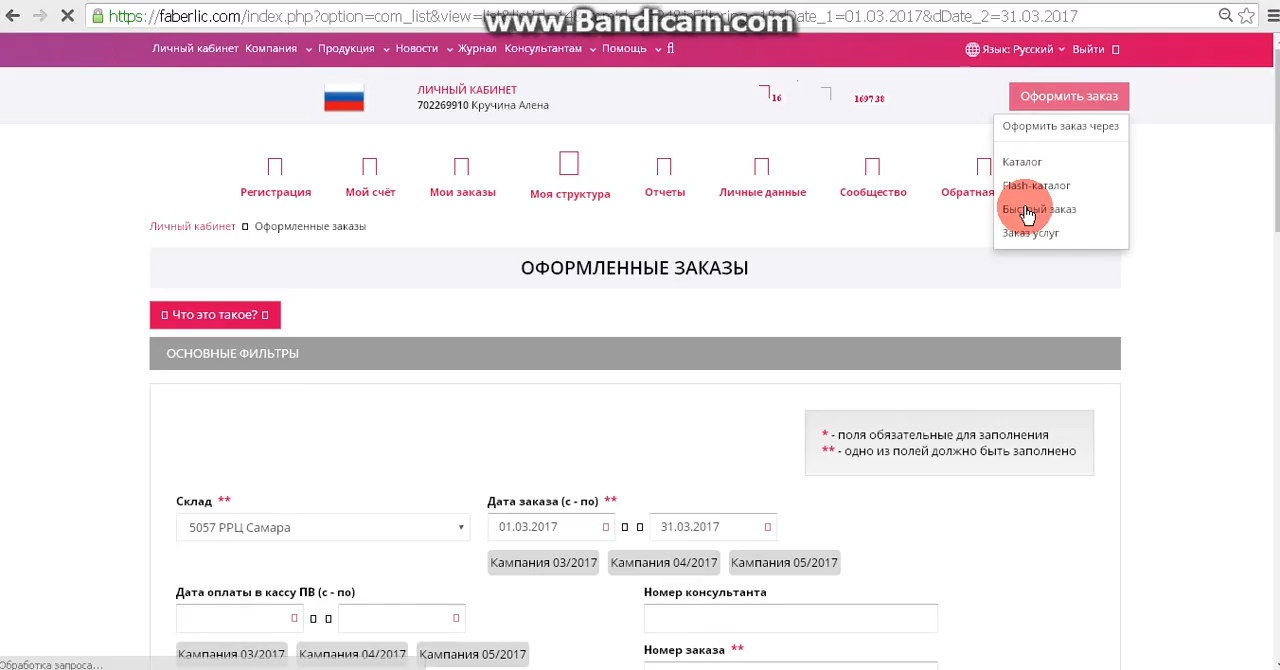 https://faberlic.com/index.php?option=com_list&view=
dDate_1=01.03.2017&dDate_2=31.03.2017
www.Bandicam.com
Личный кабинет Компания Продукция Новости Журнал Консультантам Помощь
Язык: Русский Выйти
ЛИЧНЫЙ КАБИНЕТ
702269910 Кручина Алена
16
1697.38
Оформить заказ
Оформить заказ через
Каталог
Flash-каталог
Быстрый заказ
Заказ услуг
Регистрация Мой счёт Мои заказы Моя структура Отчеты Личные данные Сообщество Обратная
Личный кабинет Оформленные заказы
ОФОРМЛЕННЫЕ ЗАКАЗЫ
Что это такое?
ОСНОВНЫЕ ФИЛЬТРЫ
* - поля обязательные для заполнения
** - одно из полей должно быть заполнено
Склад ** Дата заказа (с - по) **
5057 РРЦ Самара 01.03.2017 31.03.2017
Кампания 03/2017 Кампания 04/2017 Кампания 05/2017
Дата оплаты в кассу ПВ (с - по) Номер консультанта
Кампания 03/2017 Кампания 04/2017 Кампания 05/2017
Номер заказа **
Обработка запроса...